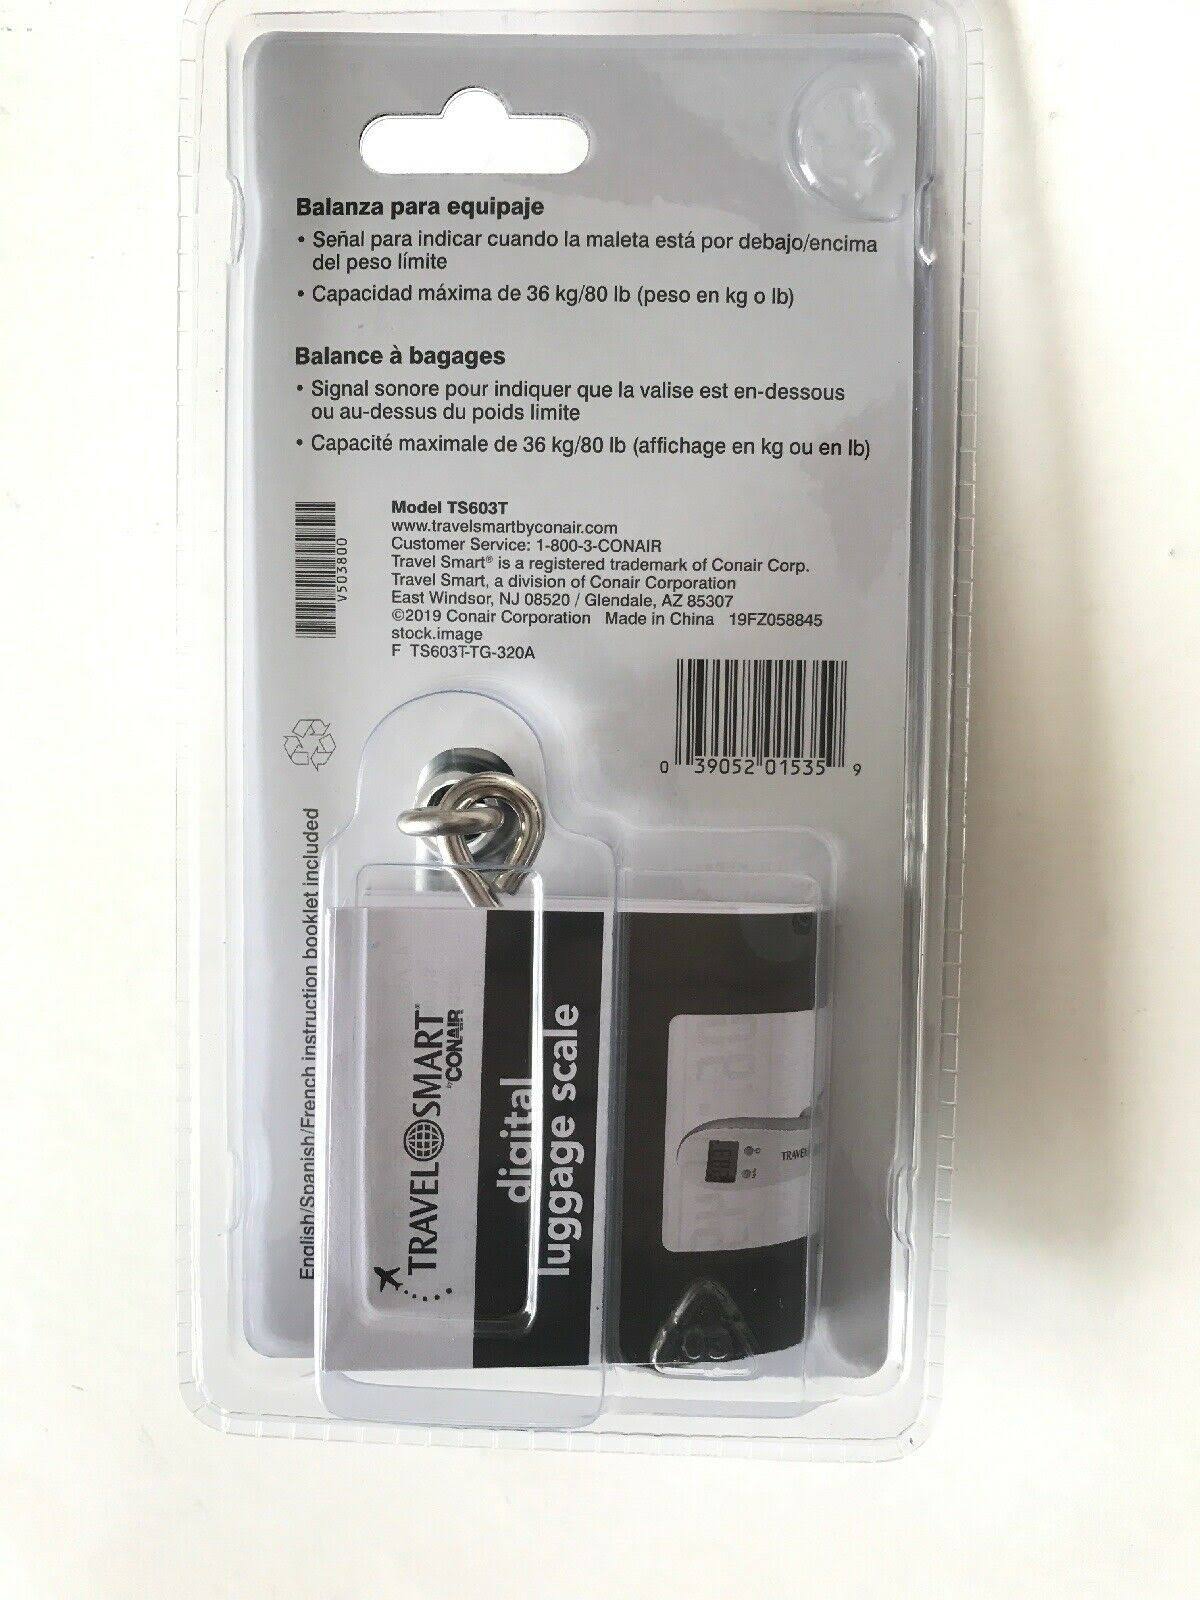 Balanza para equipaje
• Señal para indicar cuando la maleta está por debajo/encima
del peso límite
• Capacidad máxima de 36 kg/80 lb (peso en kg o lb)
Balance à bagages
• Signal sonore pour indiquer que la valise est en-dessous
ou au-dessus du poids limite
• Capacité maximale de 36 kg/80 lb (affichage en kg ou en lb)
V503800
Model TS603T
www.travelsmartbyconair.com
Customer Service: 1-800-3-CONAIR
Travel Smart® is a registered trademark of Conair Corp.
Travel Smart, a division of Conair Corporation
East Windsor, NJ 08520 / Glendale, AZ 85307
©2019 Conair Corporation Made in China 19FZ058845
stock.image
F TS603T-TG-320A
0 39052 01535 9
English/Spanish/French instruction booklet included
TRAVEL SMART®
by CONAIR
digital
luggage scale
TRAVEL